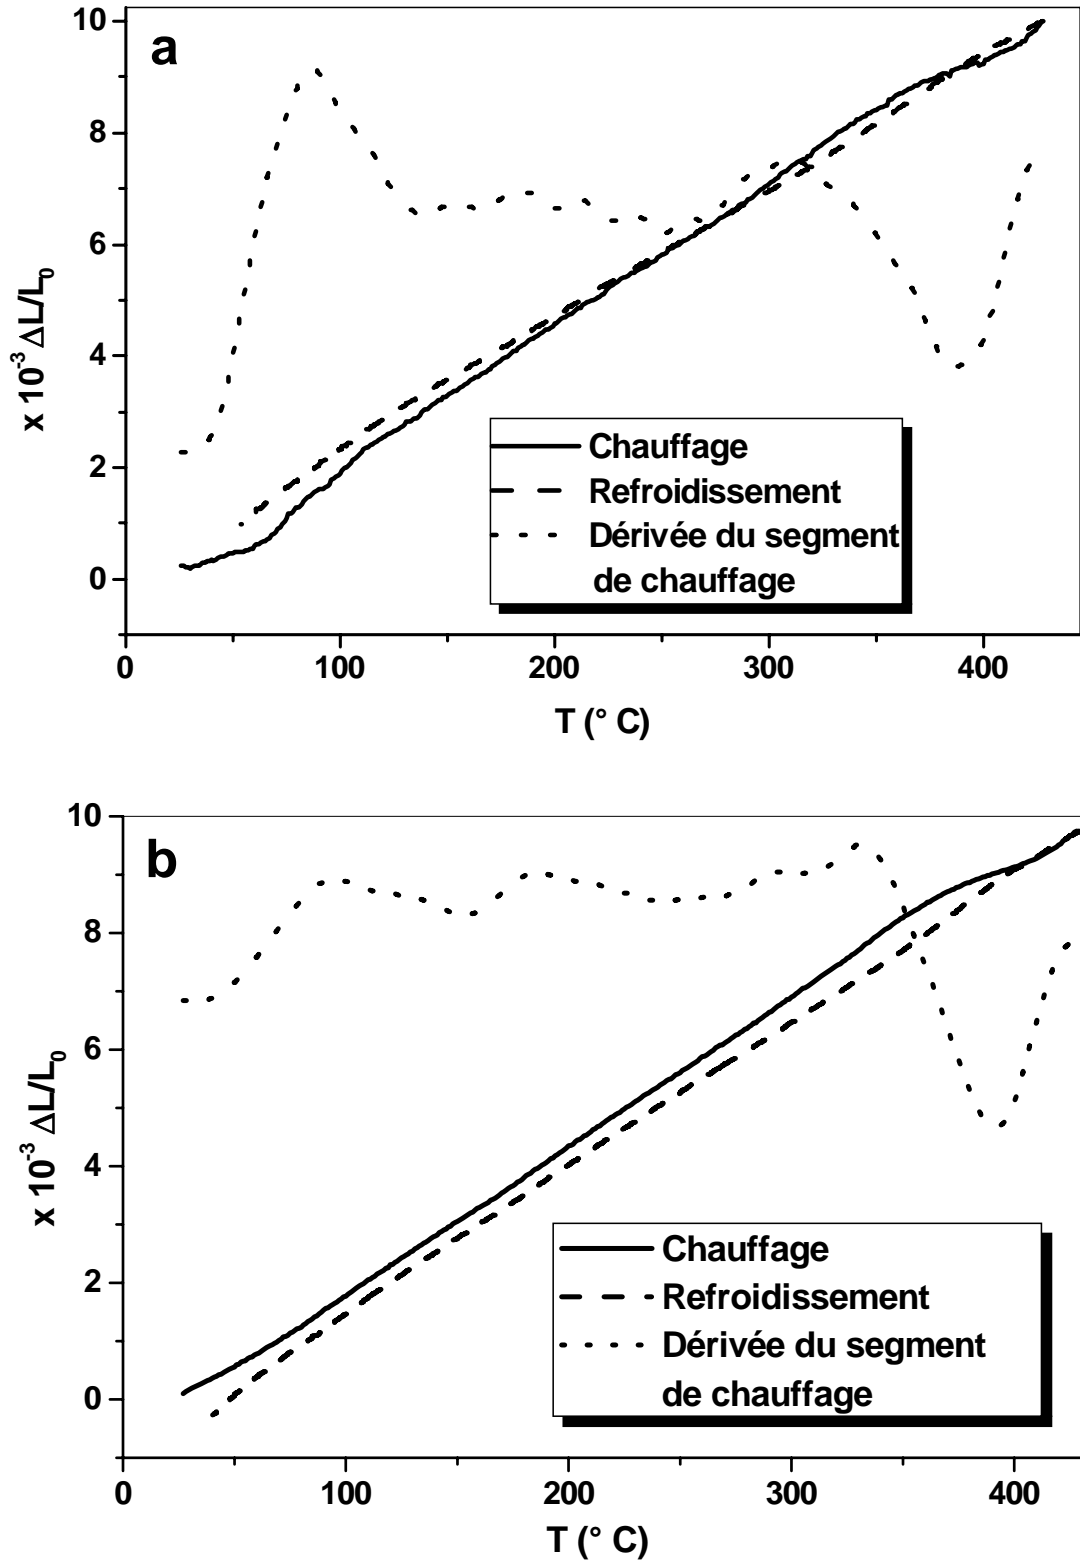 a
10
8
6
4
2
0
x 10-3 ΔL/L0
Chauffage
Refroidissement
Dérivée du segment
de chauffage
0 100 200 300 400
T (° C)
b
10
8
6
4
2
0
x 10-3 ΔL/L0
Chauffage
Refroidissement
Dérivée du segment
de chauffage
0 100 200 300 400
T (° C)